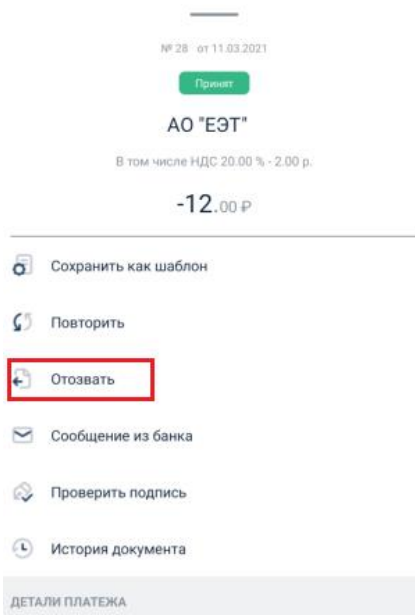 № 28 от 11.03.2021
Принят
АО "ЕЭТ"
В том числе НДС 20.00 % - 2.00 р.
-12.00 ₽
Сохранить как шаблон
Повторить
Отозвать
Сообщение из банка
Проверить подпись
История документа
ДЕТАЛИ ПЛАТЕЖА